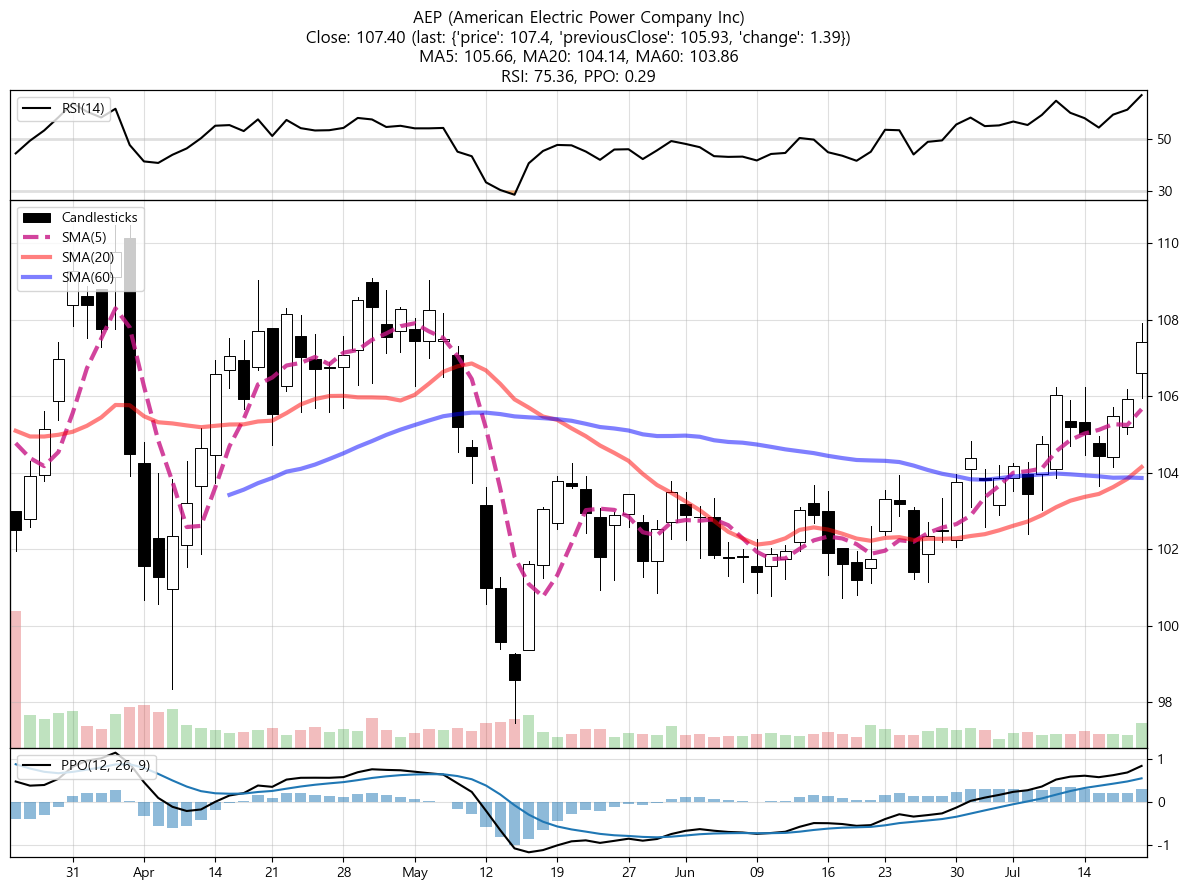 AEP (American Electric Power Company Inc)
Close: 107.40 (last: {'price': 107.4, 'previousClose': 105.93, 'change': 1.39})
MA5: 105.66, MA20: 104.14, MA60: 103.86
RSI: 75.36, PPO: 0.29
RSI(14)
50
30
Candlesticks
SMA(5)
SMA(20)
SMA(60)
110
108
106
104
102
100
98
PPO(12, 26, 9)
1
0
-1
31 Apr 14 21 28 May 12 19 27 Jun 09 16 23 30 Jul 14